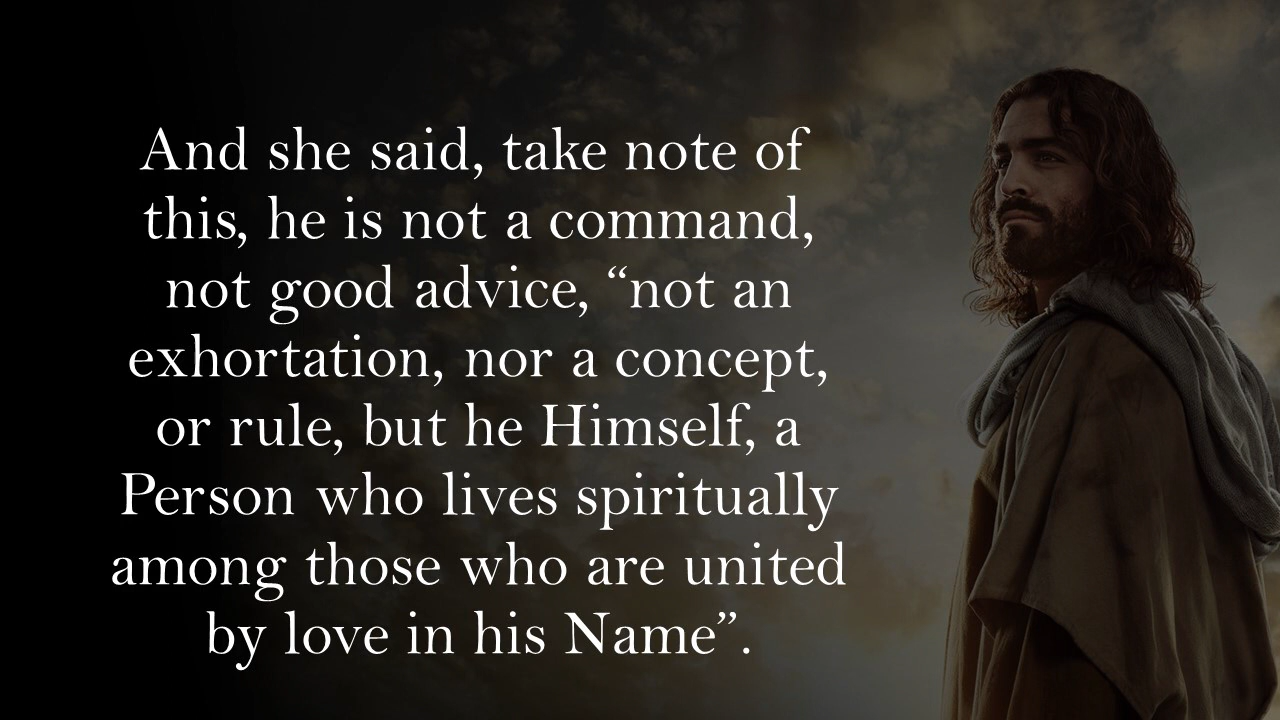 And she said, take note of
this, he is not a command,
not good advice, “not an
exhortation, nor a concept,
or rule, but he Himself, a
Person who lives spiritually
among those who are united
by love in his Name”.